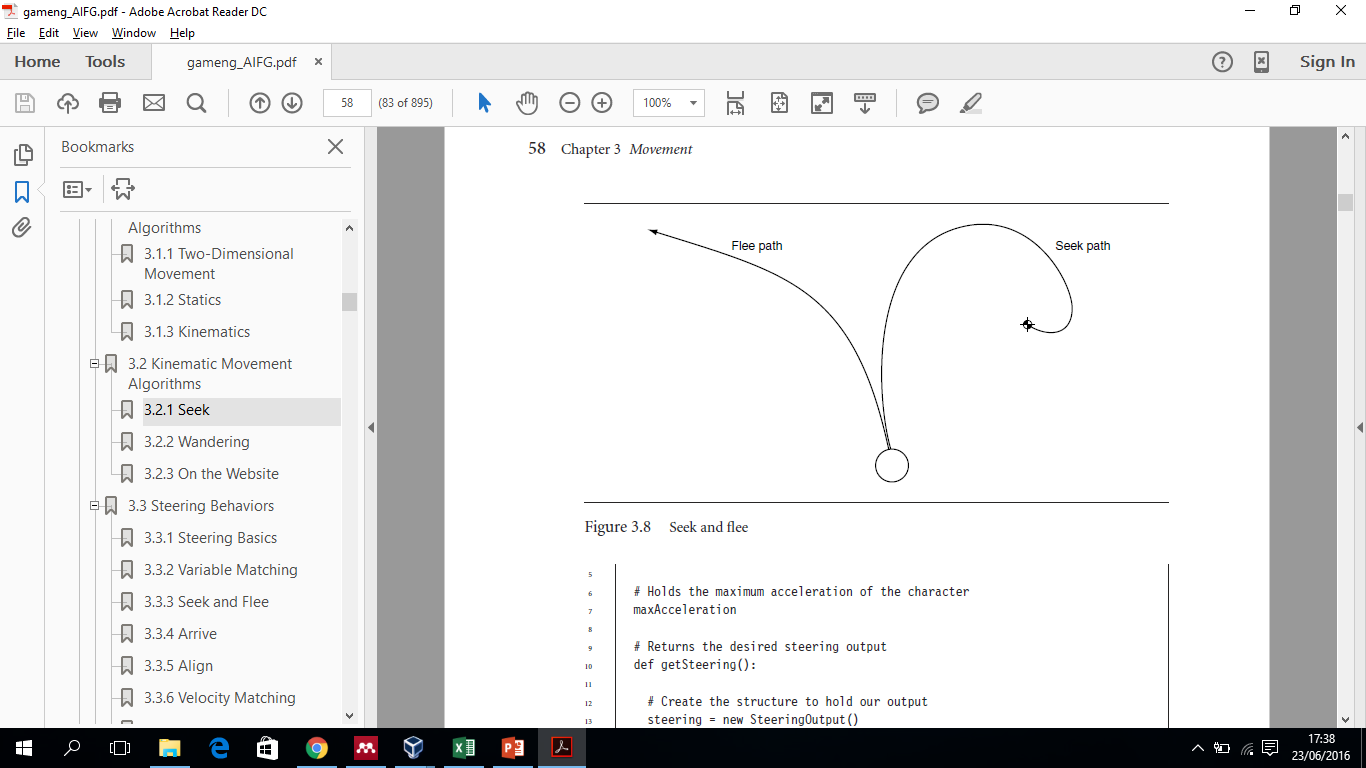 gameng_AIFG.pdf - Adobe Acrobat Reader DC
File Edit View Window Help
Home Tools gameng_AIFG.pdf × Sign In
58 (83 of 895) 100%
Bookmarks
Algorithms
3.1.1 Two-Dimensional
Movement
3.1.2 Statics
3.1.3 Kinematics
3.2 Kinematic Movement
Algorithms
3.2.1 Seek
3.2.2 Wandering
3.2.3 On the Website
3.3 Steering Behaviors
3.3.1 Steering Basics
3.3.2 Variable Matching
3.3.3 Seek and Flee
3.3.4 Arrive
3.3.5 Align
3.3.6 Velocity Matching
58 Chapter 3 Movement
Flee path
Seek path
Figure 3.8 Seek and flee
5
6 # Holds the maximum acceleration of the character
7 maxAcceleration
8
9 # Returns the desired steering output
10 def getSteering():
11
12 # Create the structure to hold our output
13 steering = new SteeringOutput()
17:38
23/06/2016